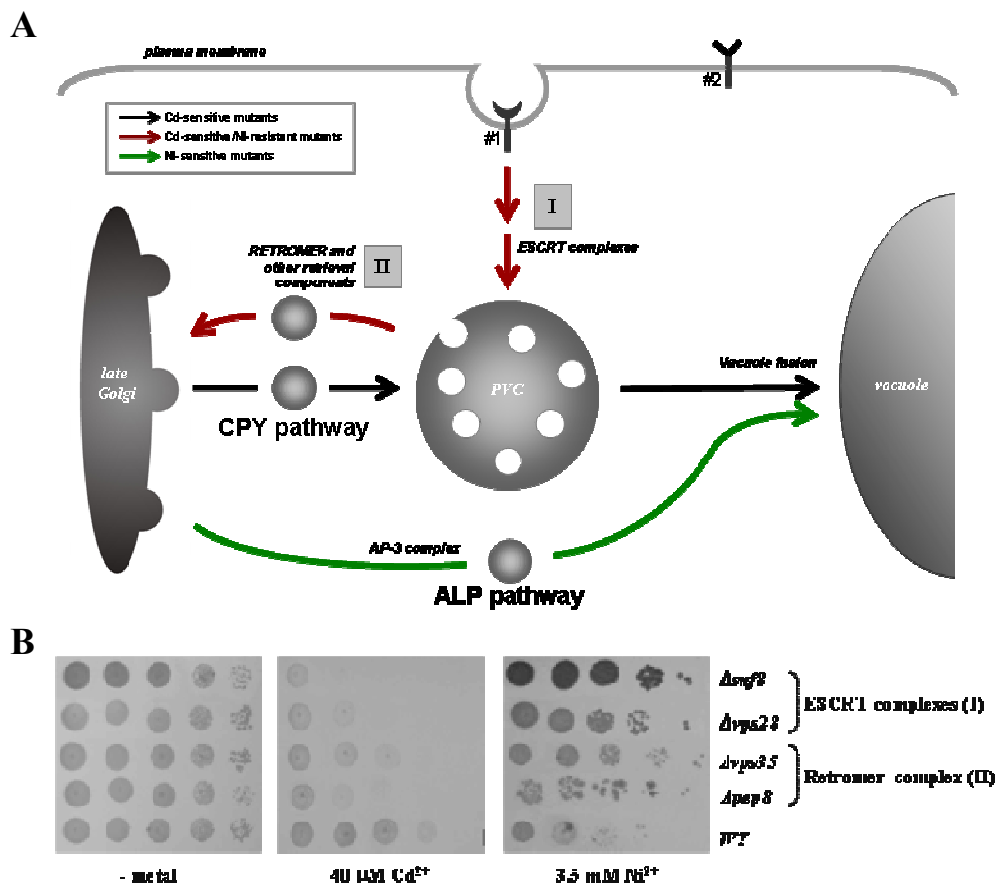 A
plasma membrane
#2
#1
Cd-sensitive mutants
Cd-sensitive/Ni-resistant mutants
Ni-sensitive mutants
I
ESCRT complexes
RETROMER and
other retrieval
components
II
late
Golgi
PVC
Vacuole fusion
vacuole
CPY pathway
AP-3 complex
ALP pathway
B
Δsnf8
Δvps28
ESCRT complexes (I)
Δvps35
Δpep8
Retromer complex (II)
WT
- metal
40 µM Cd²⁺
3.5 mM Ni²⁺